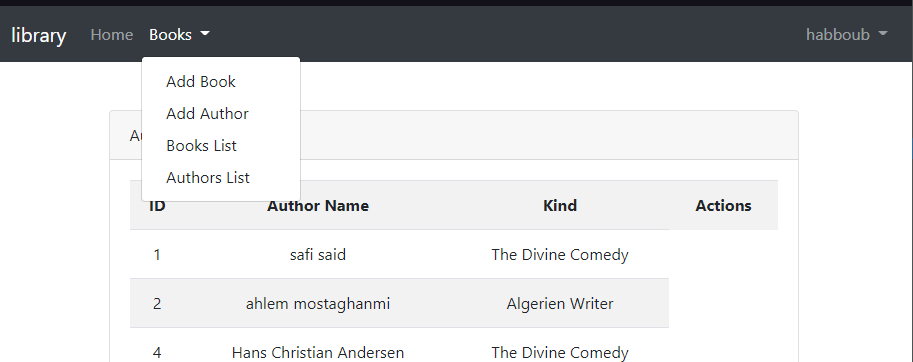 library Home Books habboub
Add Book
Add Author
Books List
Authors List
ID Author Name Kind Actions
1 safi said The Divine Comedy
2 ahlem mostaghanmi Algerien Writer
4 Hans Christian Andersen The Divine Comedy